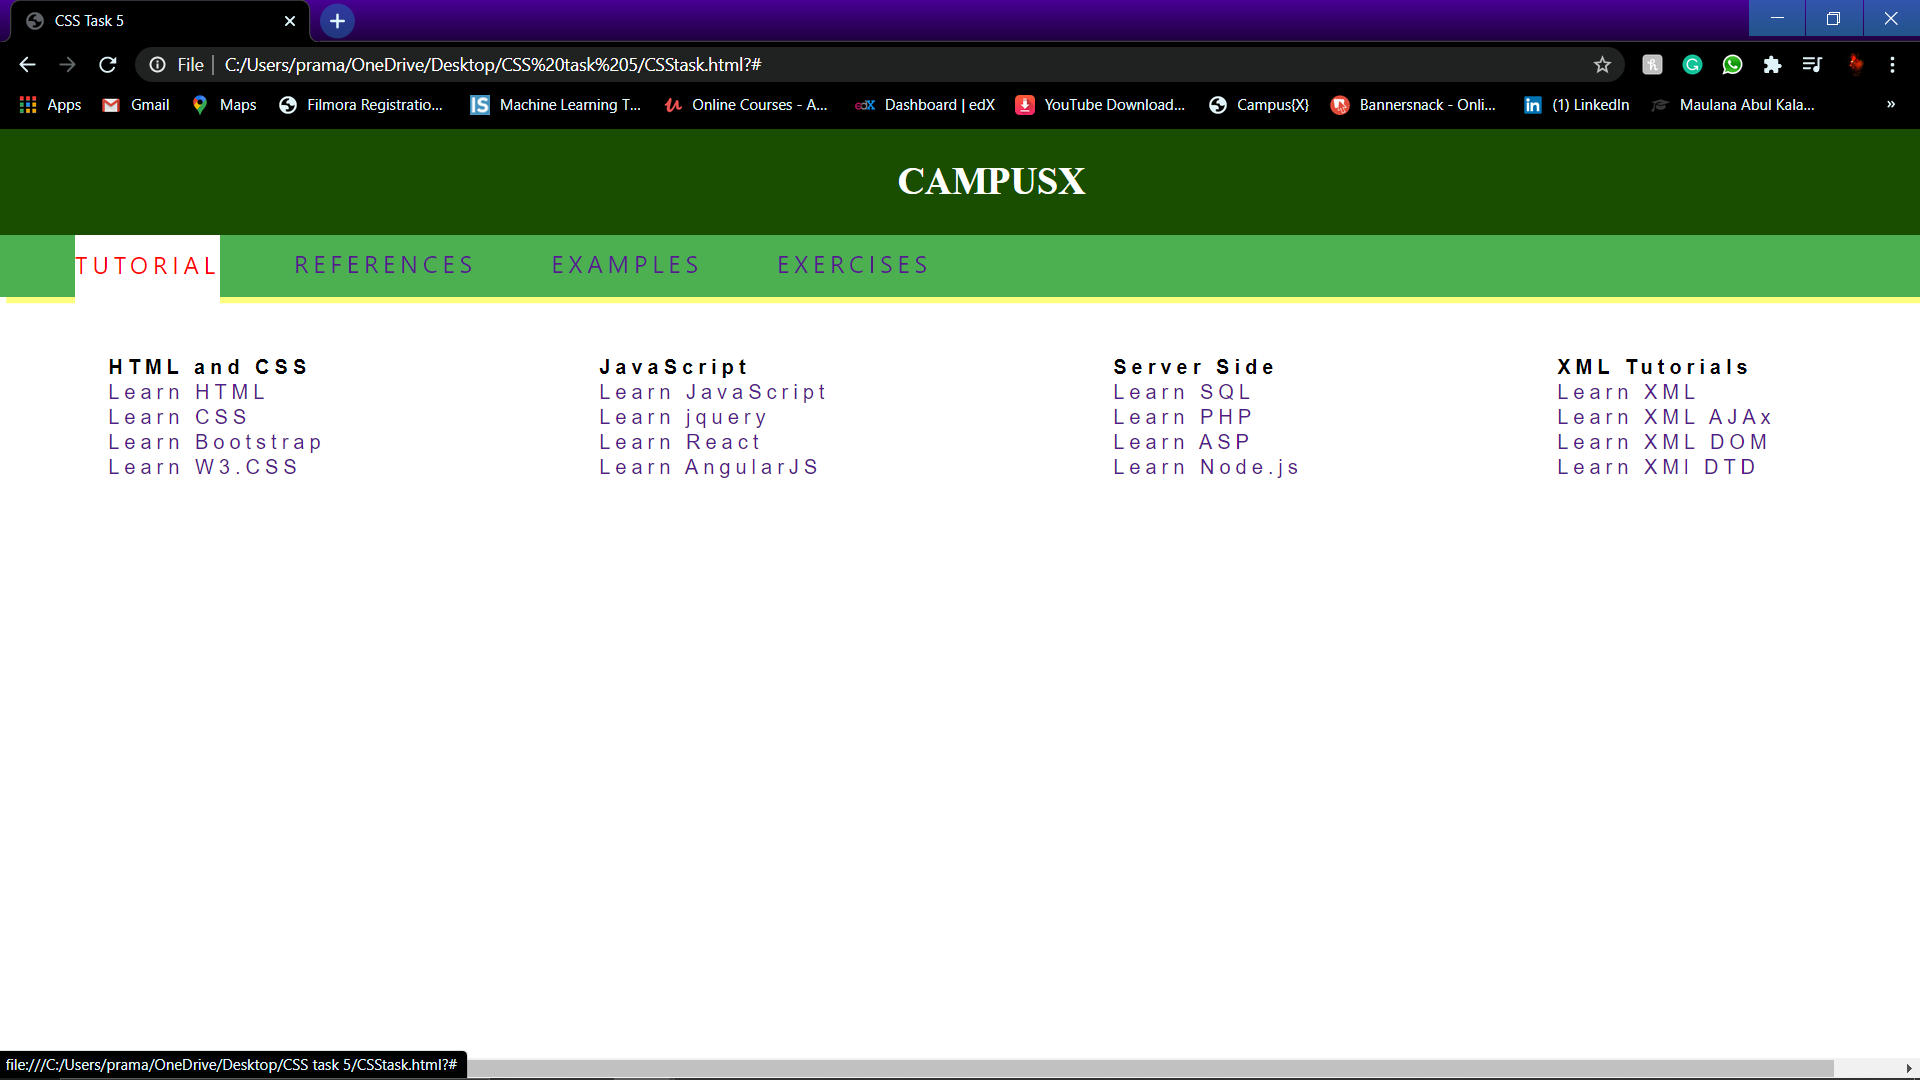 CSS Task 5
File | C:/Users/prama/OneDrive/Desktop/CSS%20task%205/CSStask.html?#
Apps Gmail Maps Filmora Registratio... IS Machine Learning T... Online Courses - A... edX Dashboard | edX YouTube Download... Campus{X} Bannersnack - Onli... in (1) LinkedIn Maulana Abul Kala... »
CAMPUSX
TUTORIAL REFERENCES EXAMPLES EXERCISES
HTML and CSS
Learn HTML
Learn CSS
Learn Bootstrap
Learn W3.CSS
JavaScript
Learn JavaScript
Learn jquery
Learn React
Learn AngularJS
Server Side
Learn SQL
Learn PHP
Learn ASP
Learn Node.js
XML Tutorials
Learn XML
Learn XML AJAx
Learn XML DOM
Learn XMl DTD
file:///C:/Users/prama/OneDrive/Desktop/CSS task 5/CSStask.html?#